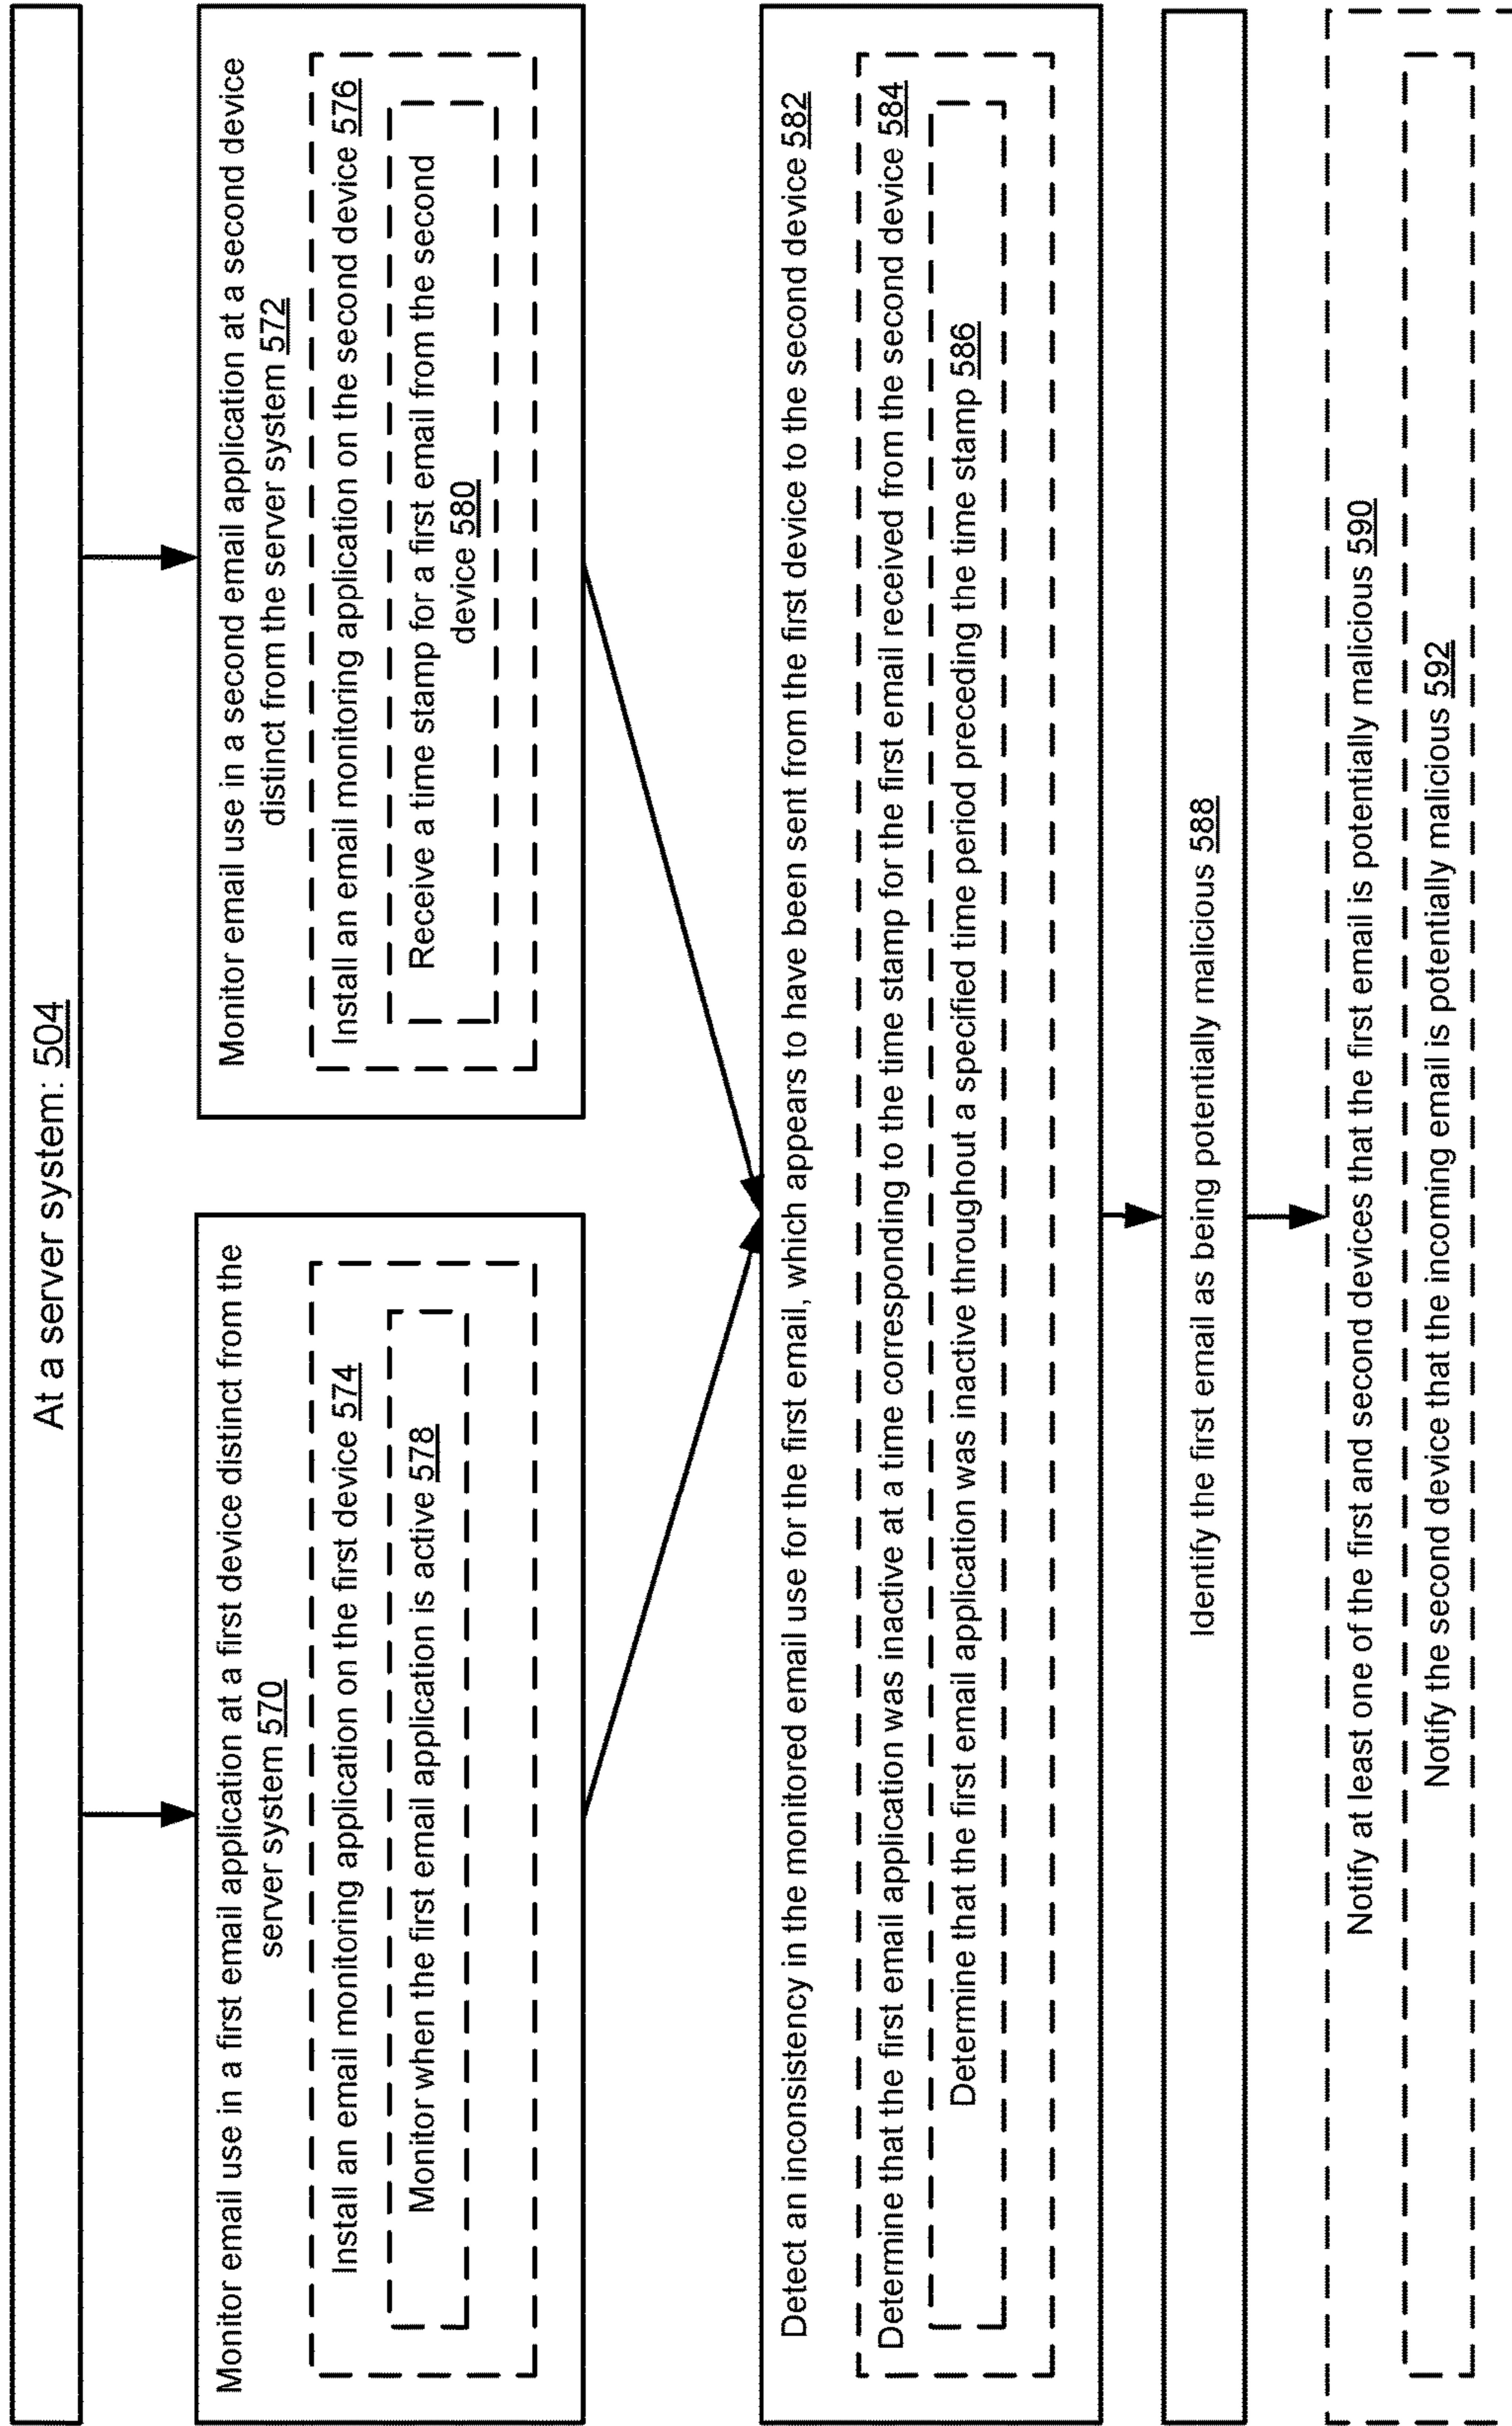 At a server system: 504
Monitor email use in a first email application at a first device distinct from the
server system 570
Install an email monitoring application on the first device 574
Monitor when the first email application is active 578
Monitor email use in a second email application at a second device
distinct from the server system 572
Install an email monitoring application on the second device 576
Receive a time stamp for a first email from the second
device 580
Detect an inconsistency in the monitored email use for the first email, which appears to have been sent from the first device to the second device 582
Determine that the first email application was inactive at a time corresponding to the time stamp for the first email received from the second device 584
Determine that the first email application was inactive throughout a specified time period preceding the time stamp 586
Identify the first email as being potentially malicious 588
Notify at least one of the first and second devices that the first email is potentially malicious 590
Notify the second device that the incoming email is potentially malicious 592